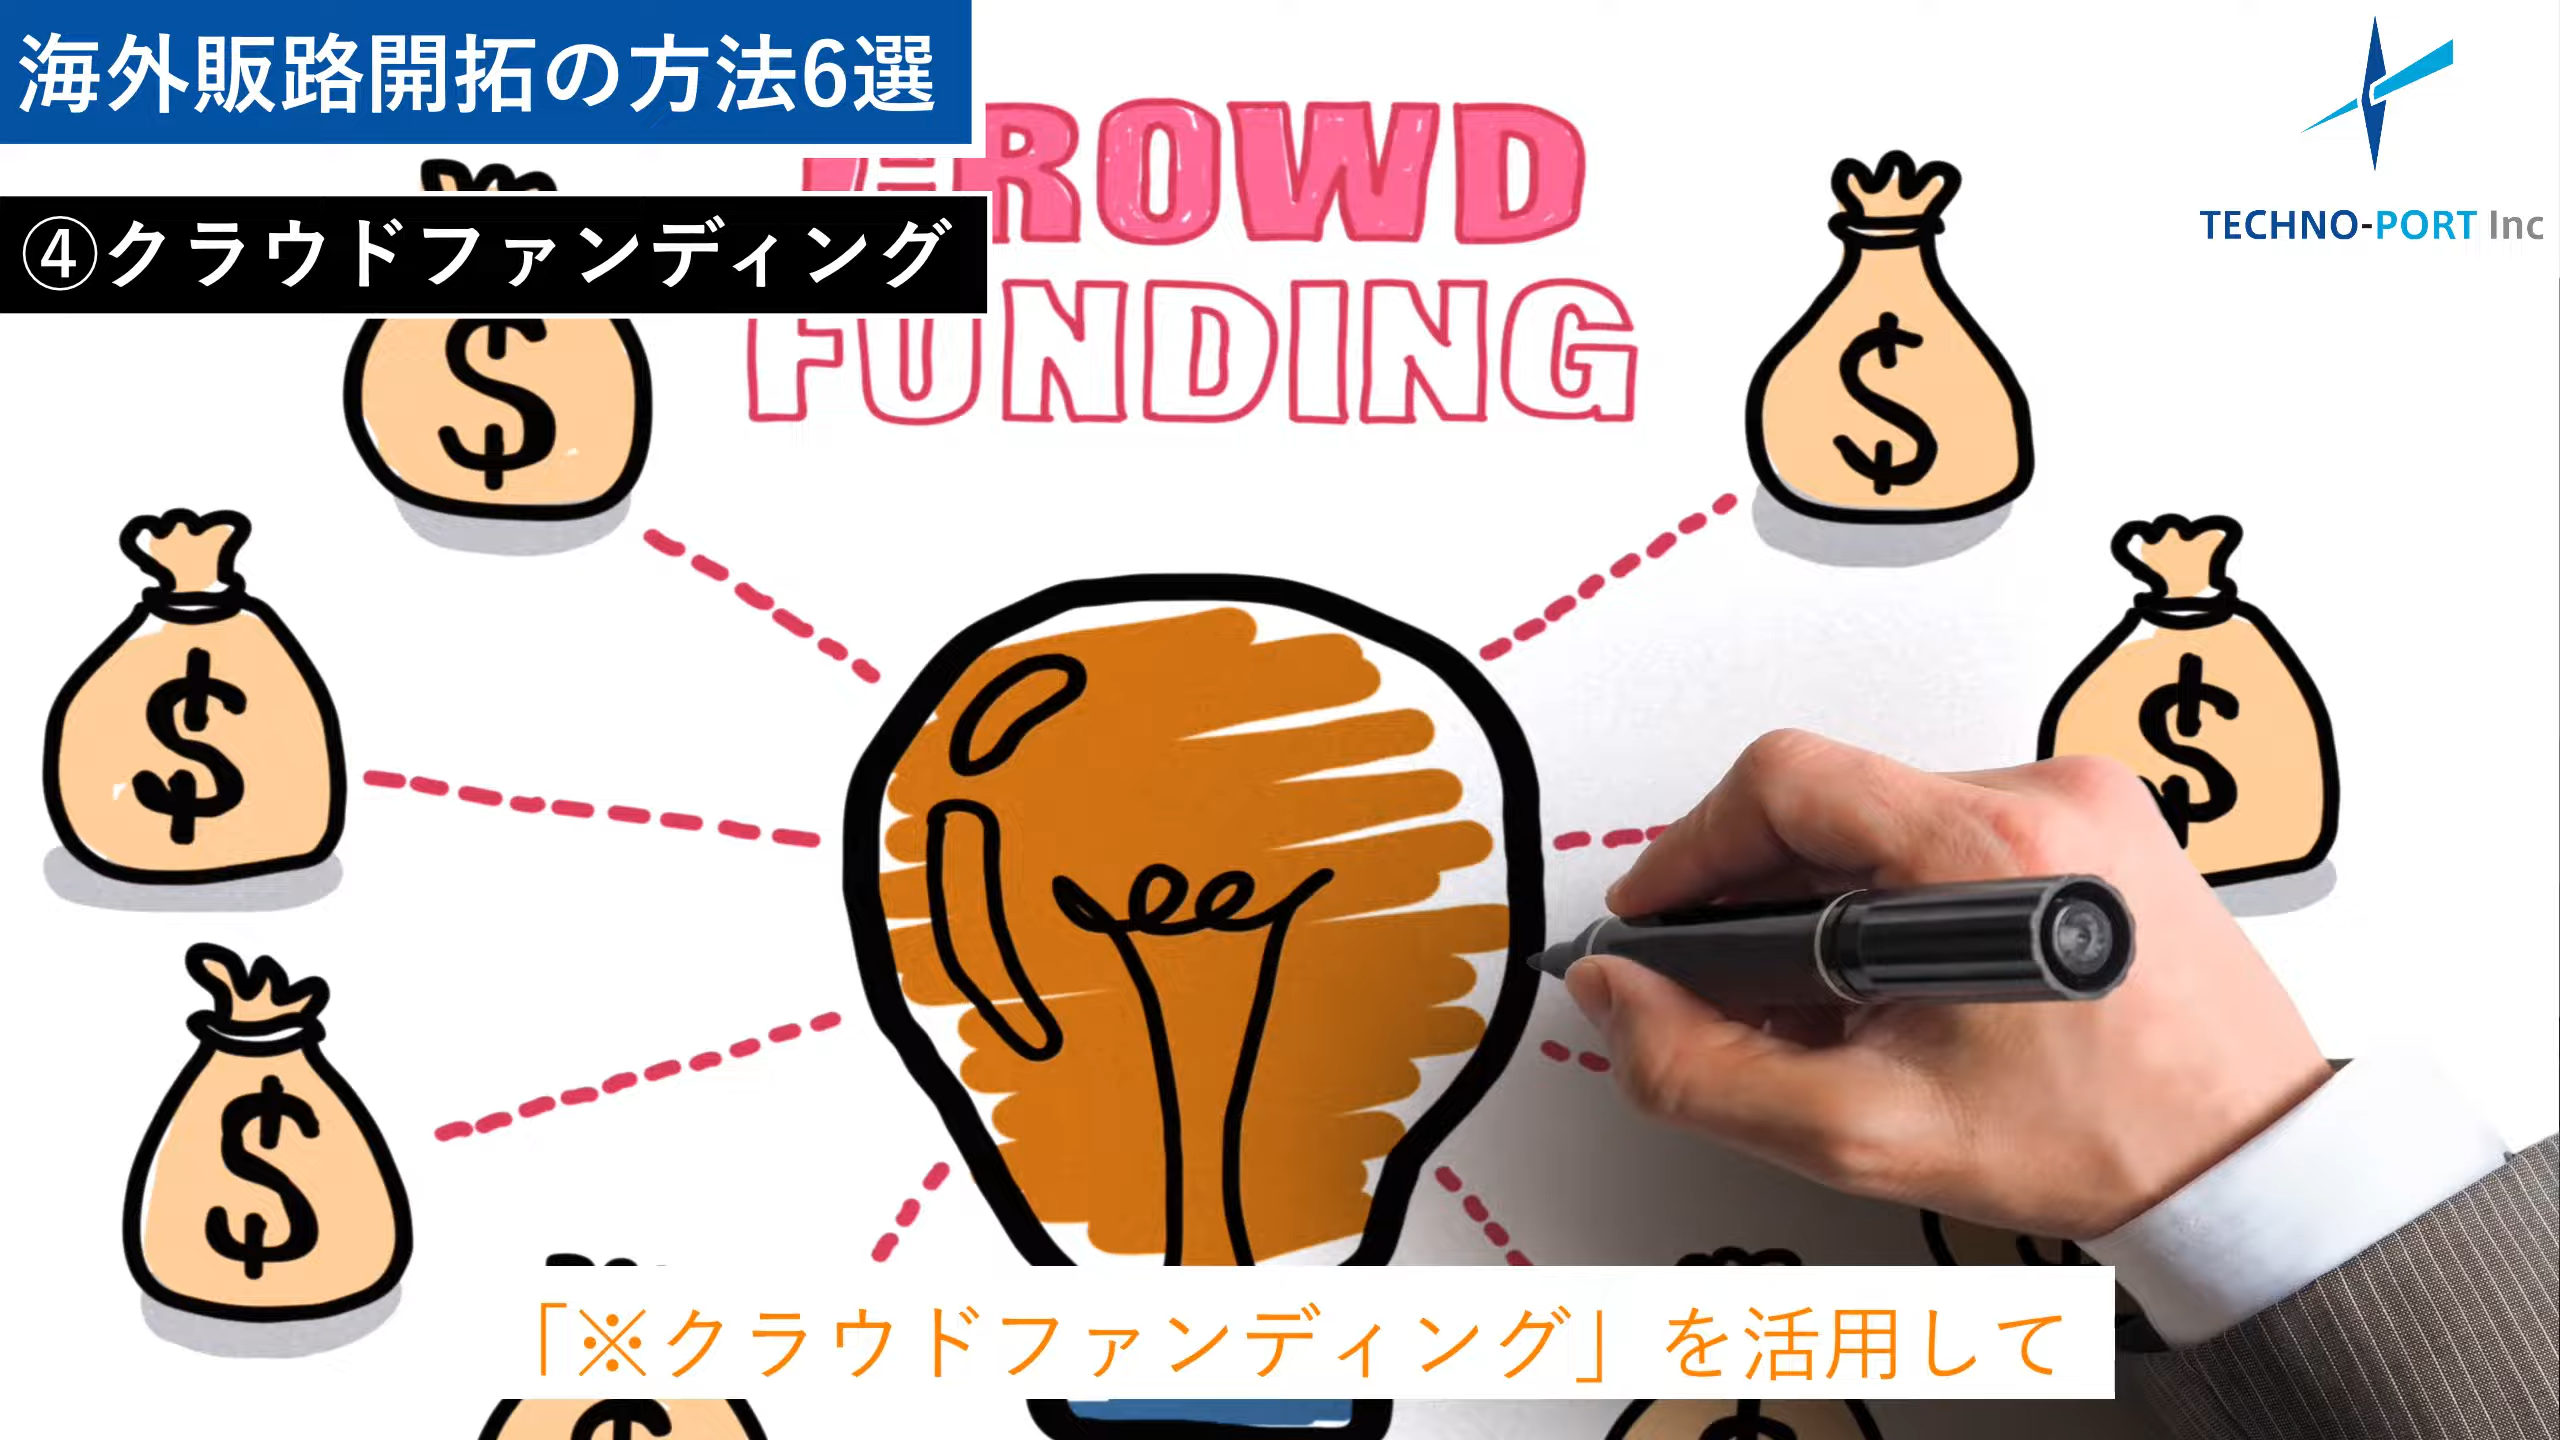 海外販路開拓の方法6選
④クラウドファンディング
CROWD
FUNDING
TECHNO-PORT Inc
$
$
$
$
$
「※クラウドファンディング」を活用して